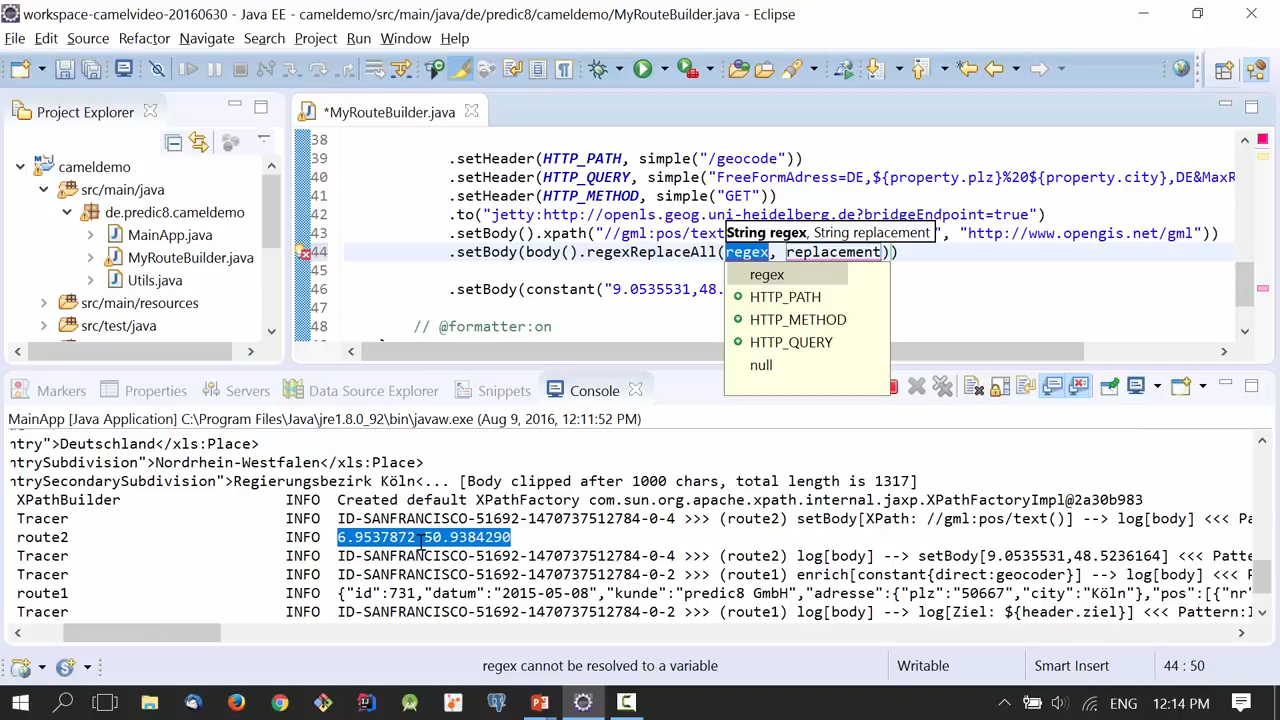 workspace-camelvideo-20160630 - Java EE - cameldemo/src/main/java/de/predic8/cameldemo/MyRouteBuilder.java - Eclipse
File Edit Source Refactor Navigate Search Project Run Window Help
Project Explorer
*MyRouteBuilder.java
cameldemo
src/main/java
de.predic8.cameldemo
MainApp.java
MyRouteBuilder.java
Utils.java
src/main/resources
src/test/java
38
39 .setHeader(HTTP_PATH, simple("/geocode"))
40 .setHeader(HTTP_QUERY, simple("FreeFormAdress=DE,${property.plz}%20${property.city},DE&MaxR
41 .setHeader(HTTP_METHOD, simple("GET"))
42 .to("jetty:http://openls.geog.uni-heidelberg.de?bridgeEndpoint=true")
43 .setBody().xpath("//gml:pos/text ", "http://www.opengis.net/gml"))
String regex, String replacement
44 .setBody(body().regexReplaceAll(regex, replacement))
45
46 .setBody(constant("9.0535531,48.
47
48 // @formatter:on
regex
HTTP_PATH
HTTP_METHOD
HTTP_QUERY
null
Markers Properties Servers Data Source Explorer Snippets Console
MainApp [Java Application] C:\Program Files\Java\jre1.8.0_92\bin\javaw.exe (Aug 9, 2016, 12:11:52 PM)
ntry">Deutschland</xls:Place>
ntrySubdivision">Nordrhein-Westfalen</xls:Place>
ntrySecondarySubdivision">Regierungsbezirk Köln<... [Body clipped after 1000 chars, total length is 1317]
XPathBuilder INFO Created default XPathFactory com.sun.org.apache.xpath.internal.jaxp.XPathFactoryImpl@2a30b983
Tracer INFO ID-SANFRANCISCO-51692-1470737512784-0-4 >>> (route2) setBody[XPath: //gml:pos/text()] --> log[body] <<< Pa
route2 INFO 6.9537872 50.9384290
Tracer INFO ID-SANFRANCISCO-51692-1470737512784-0-4 >>> (route2) log[body] --> setBody[9.0535531,48.5236164] <<< Patte
Tracer INFO ID-SANFRANCISCO-51692-1470737512784-0-2 >>> (route1) enrich[constant{direct:geocoder}] --> log[body] <<< P
route1 INFO {"id":731,"datum":"2015-05-08","kunde":"predic8 GmbH","adresse":{"plz":"50667","city":"Köln"},"pos":[{"nr"
Tracer INFO ID-SANFRANCISCO-51692-1470737512784-0-2 >>> (route1) log[body] --> log[Ziel: ${header.ziel}] <<< Pattern:I
regex cannot be resolved to a variable
Writable
Smart Insert
44 : 50
ENG
12:14 PM